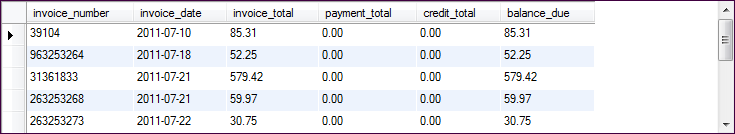 invoice_number invoice_date invoice_total payment_total credit_total balance_due
39104 2011-07-10 85.31 0.00 0.00 85.31
963253264 2011-07-18 52.25 0.00 0.00 52.25
31361833 2011-07-21 579.42 0.00 0.00 579.42
263253268 2011-07-21 59.97 0.00 0.00 59.97
263253273 2011-07-22 30.75 0.00 0.00 30.75